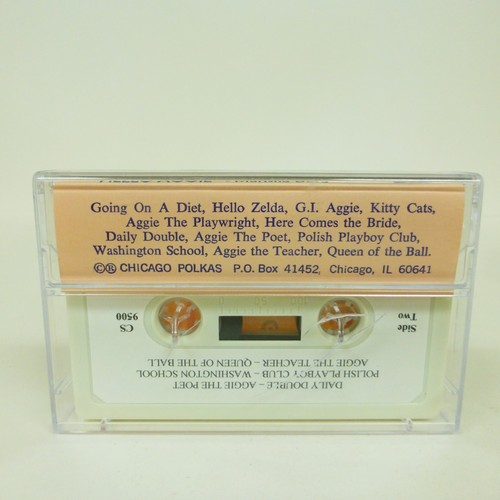 Going On A Diet, Hello Zelda, G.I. Aggie, Kitty Cats,
Aggie The Playwright, Here Comes the Bride,
Daily Double, Aggie The Poet, Polish Playboy Club,
Washington School, Aggie the Teacher, Queen of the Ball.
©℗ CHICAGO POLKAS P.O. Box 41452, Chicago, IL 60641
Side
Two
CS
9500
DAILY DOUBLE – AGGIE THE POET
POLISH PLAYBOY CLUB – WASHINGTON SCHOOL
AGGIE THE TEACHER – QUEEN OF THE BALL